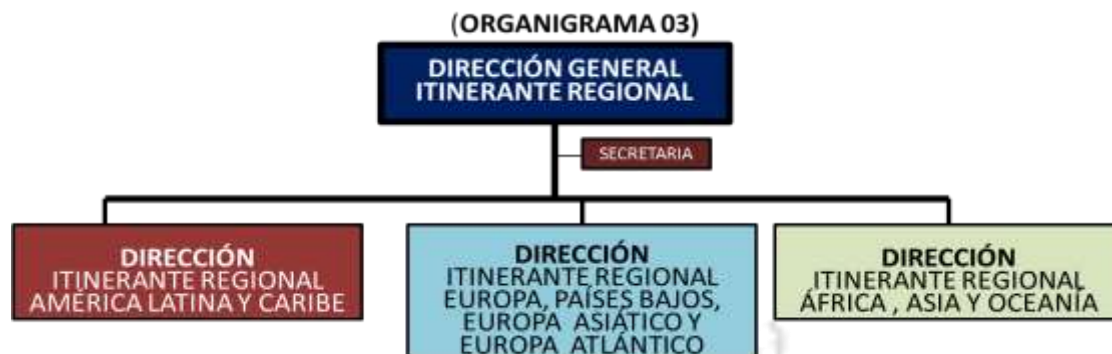 (ORGANIGRAMA 03)
DIRECCIÓN GENERAL
ITINERANTE REGIONAL
SECRETARIA
DIRECCIÓN
ITINERANTE REGIONAL
AMÉRICA LATINA Y CARIBE
DIRECCIÓN
ITINERANTE REGIONAL
EUROPA, PAÍSES BAJOS,
EUROPA ASIÁTICO Y
EUROPA ATLÁNTICO
DIRECCIÓN
ITINERANTE REGIONAL
ÁFRICA , ASIA Y OCEANÍA